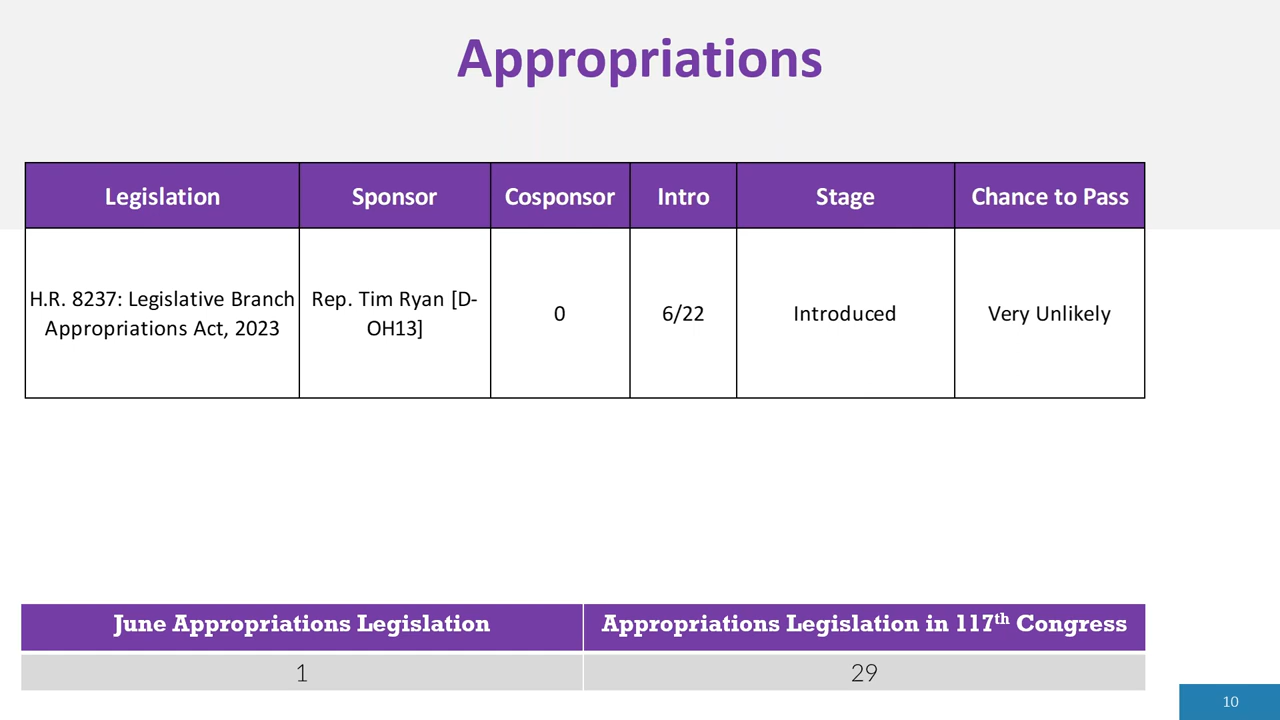 Appropriations
Legislation Sponsor Cosponsor Intro Stage Chance to Pass
H.R. 8237: Legislative Branch
Appropriations Act, 2023
Rep. Tim Ryan [D-
OH13]
0
6/22
Introduced
Very Unlikely
June Appropriations Legislation Appropriations Legislation in 117th Congress
1 29
10